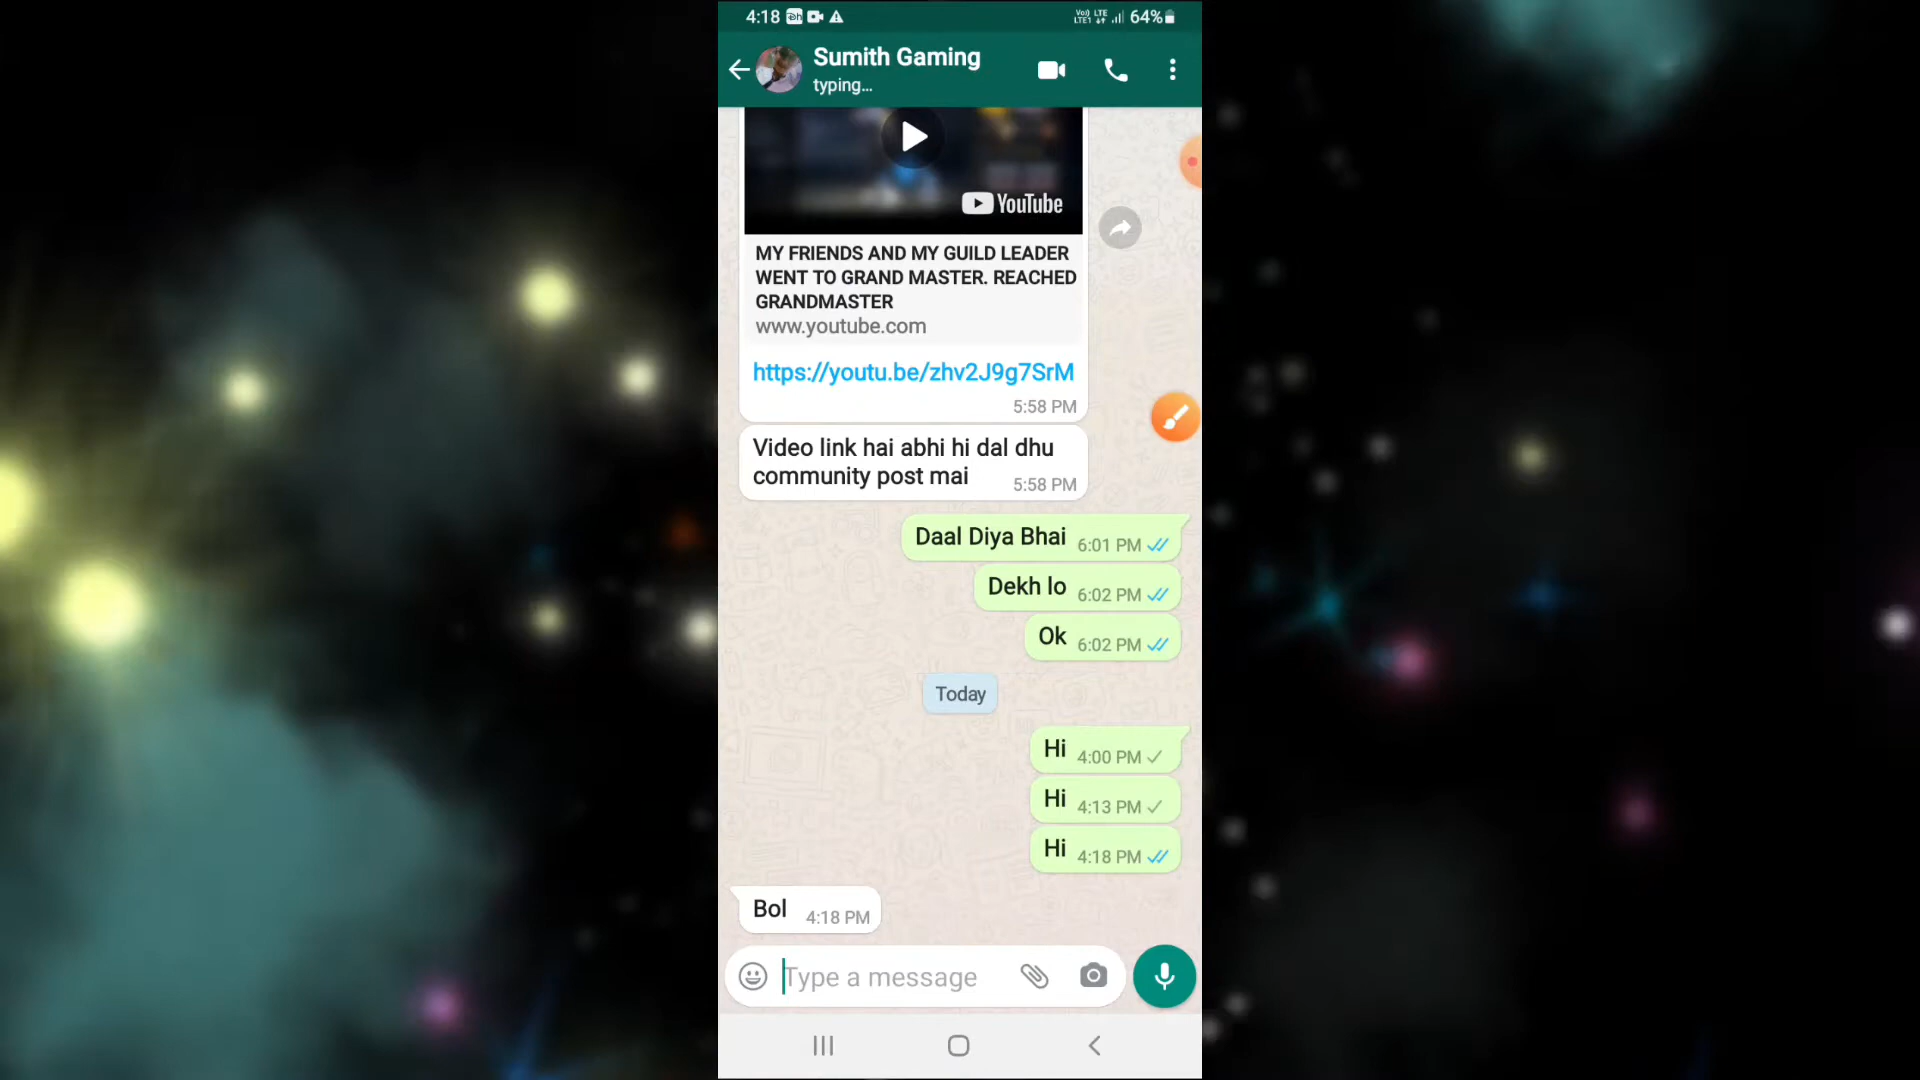 4:18
Vo) LTE
LTE1
64%
Sumith Gaming
typing...
YouTube
MY FRIENDS AND MY GUILD LEADER
WENT TO GRAND MASTER. REACHED
GRANDMASTER
www.youtube.com
https://youtu.be/zhv2J9g7SrM
5:58 PM
Video link hai abhi hi dal dhu
community post mai 5:58 PM
Daal Diya Bhai 6:01 PM
Dekh lo 6:02 PM
Ok 6:02 PM
Today
Hi 4:00 PM
Hi 4:13 PM
Hi 4:18 PM
Bol 4:18 PM
Type a message